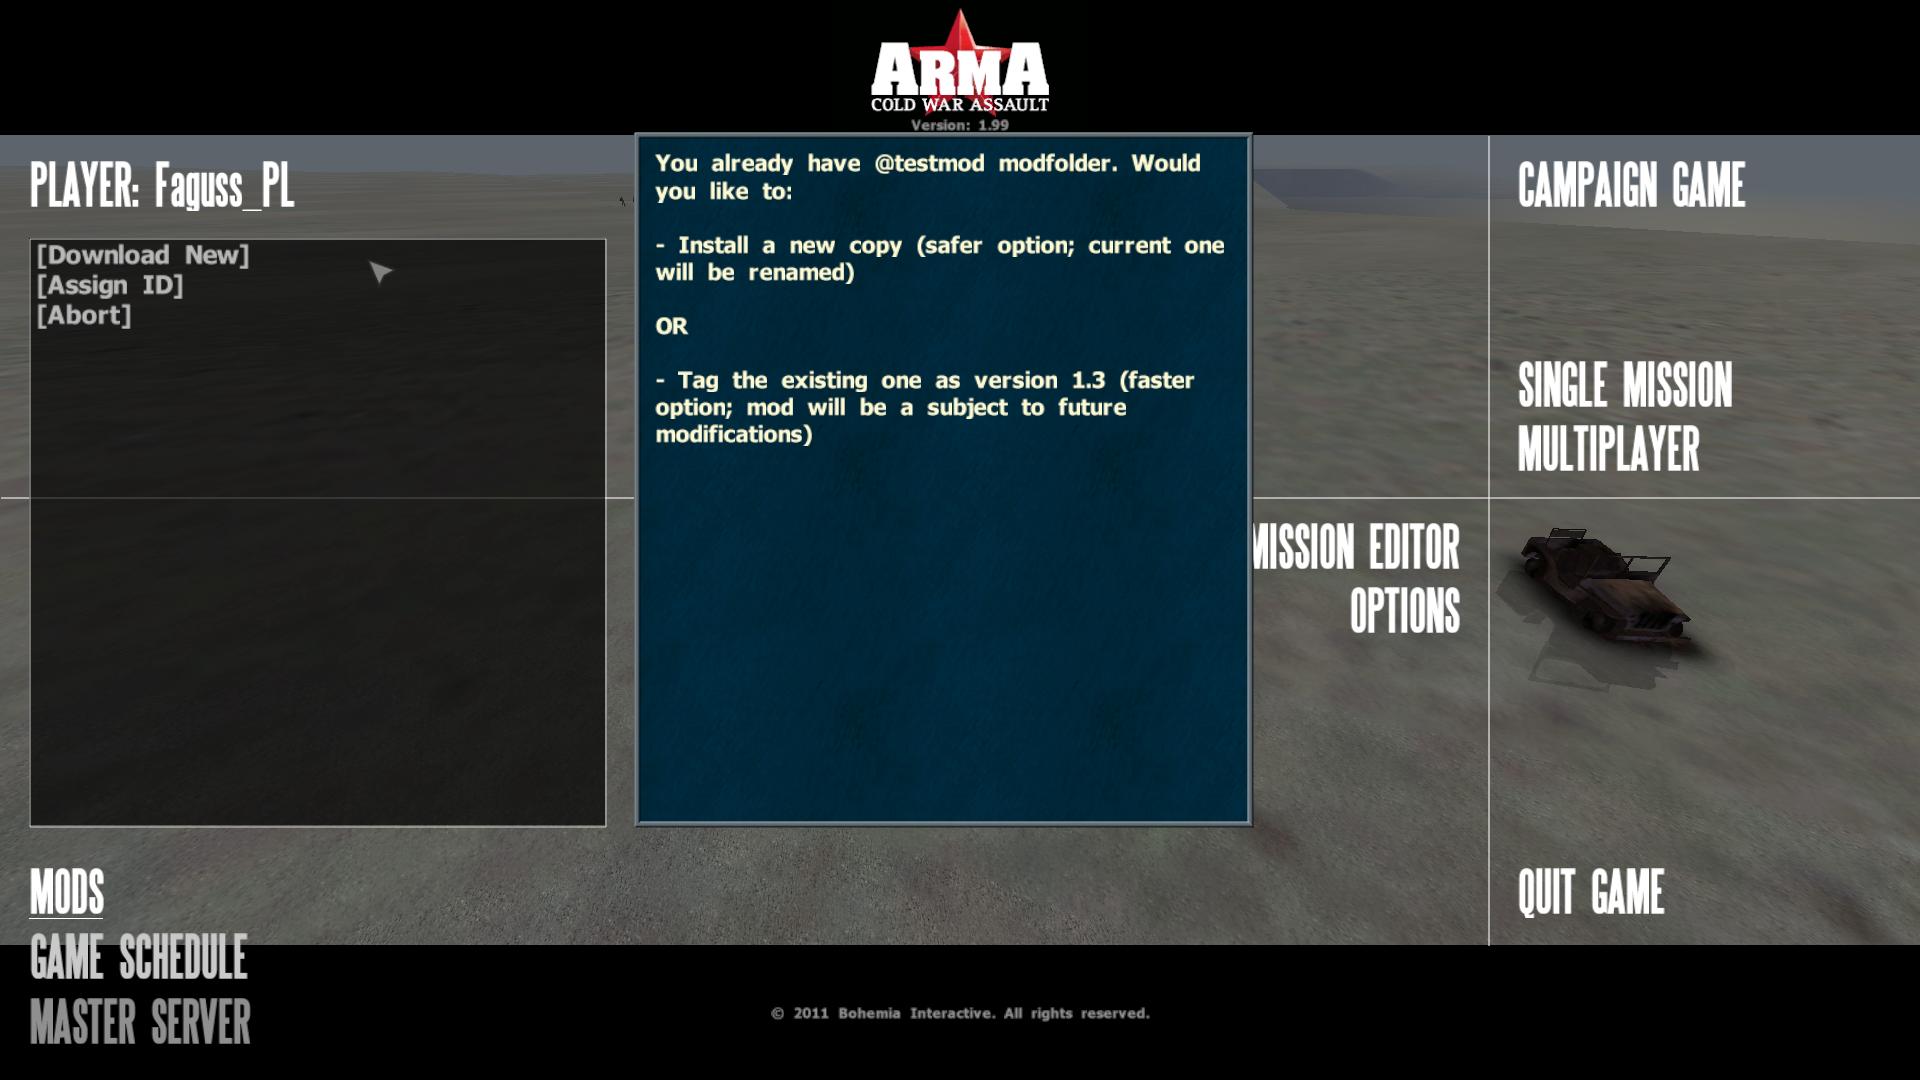 ARMA
COLD WAR ASSAULT
Version: 1.99
PLAYER: Faguss_PL
[Download New]
[Assign ID]
[Abort]
You already have @testmod modfolder. Would
you like to:
- Install a new copy (safer option; current one
will be renamed)
OR
- Tag the existing one as version 1.3 (faster
option; mod will be a subject to future
modifications)
CAMPAIGN GAME
SINGLE MISSION
MULTIPLAYER
MISSION EDITOR
OPTIONS
MODS
GAME SCHEDULE
MASTER SERVER
QUIT GAME
© 2011 Bohemia Interactive. All rights reserved.